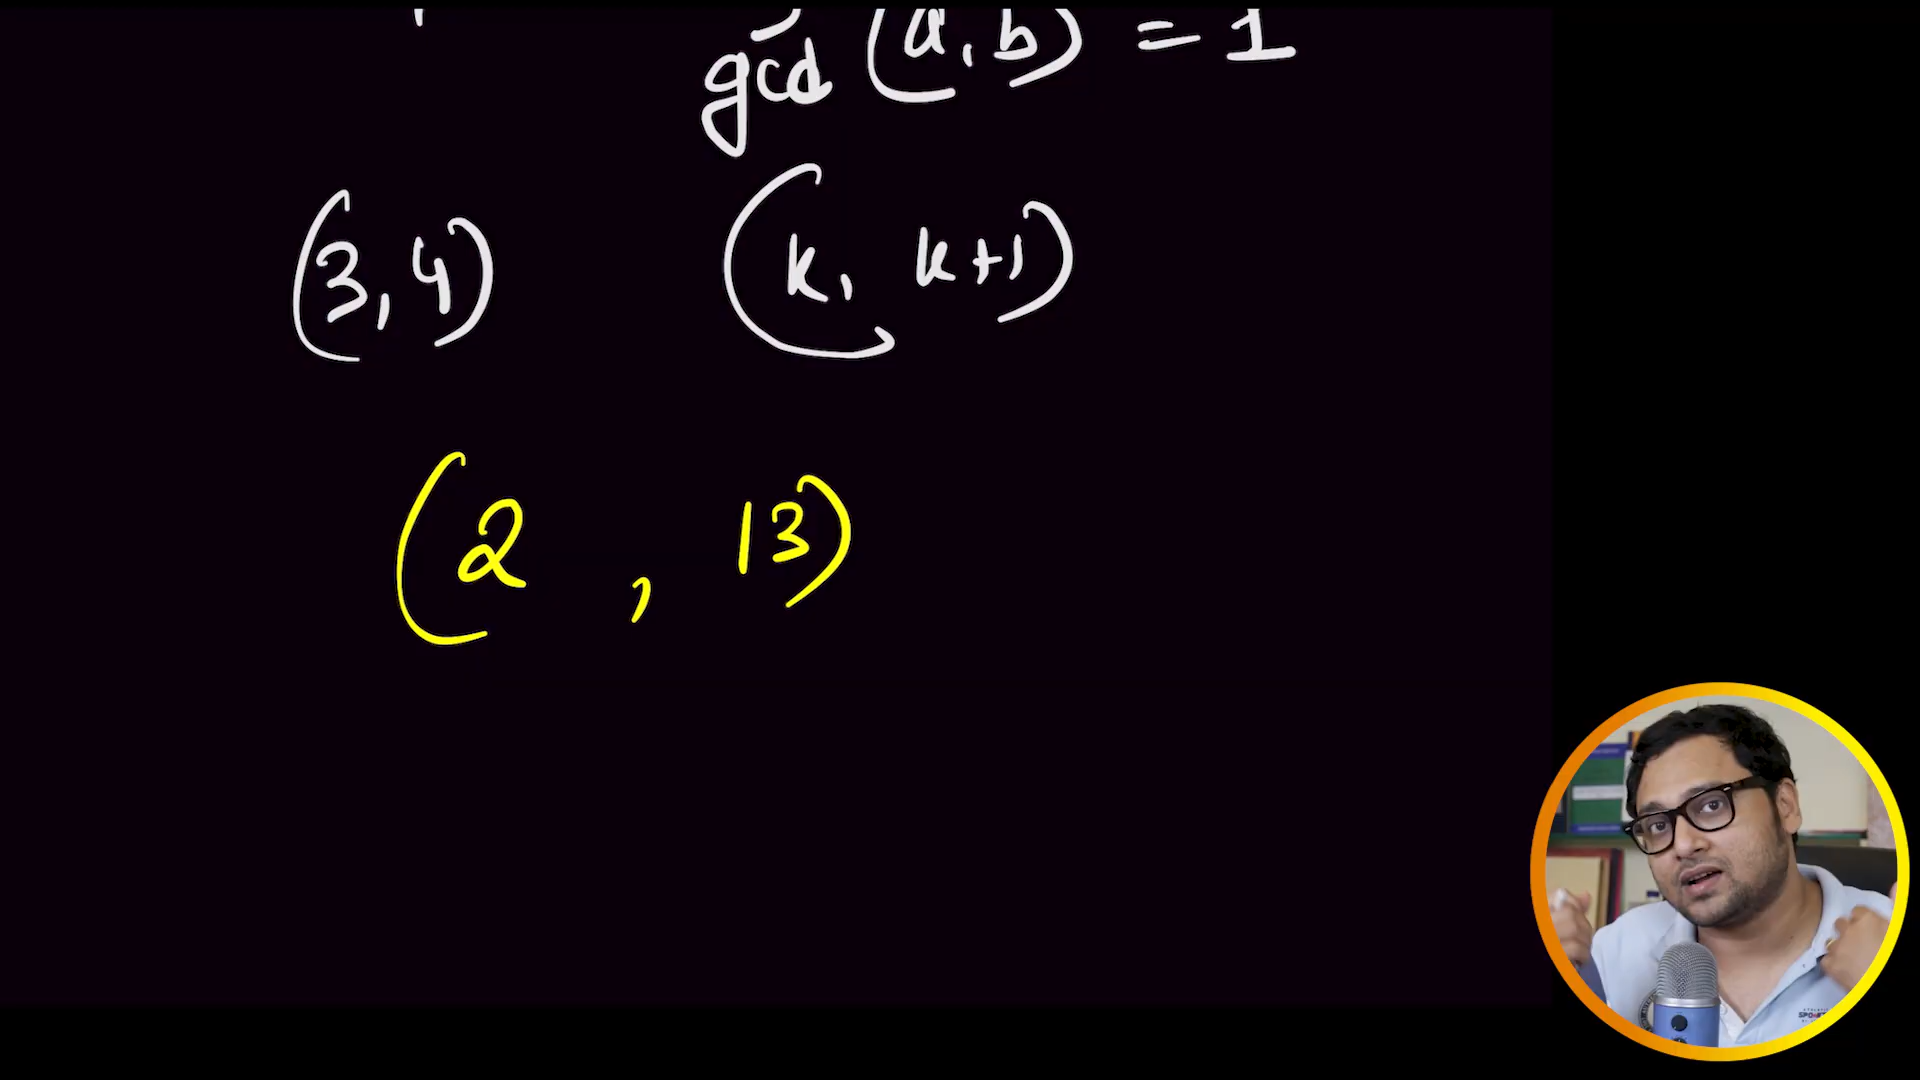 gcd (a,b) = 1
(3,4) (k, k+1)
(2 , 13)